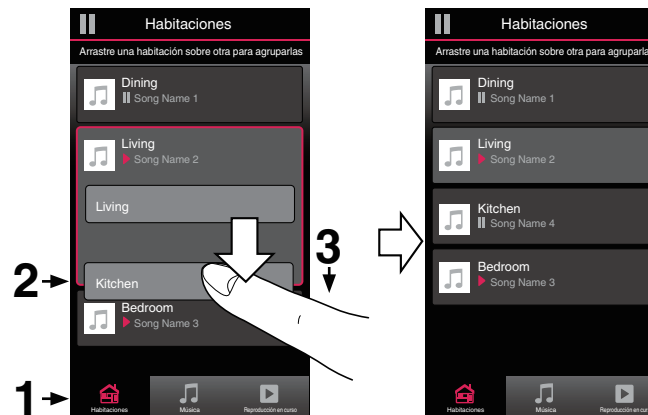 Habitaciones
Arrastre una habitación sobre otra para agruparlas
Dining
Song Name 1
Living
Song Name 2
Living
Kitchen
Bedroom
Song Name 3
Habitaciones
Música
Reproducción en curso
1
2
3
Habitaciones
Arrastre una habitación sobre otra para agruparla
Dining
Song Name 1
Living
Song Name 2
Kitchen
Song Name 4
Bedroom
Song Name 3
Habitaciones
Música
Reproducción en cur